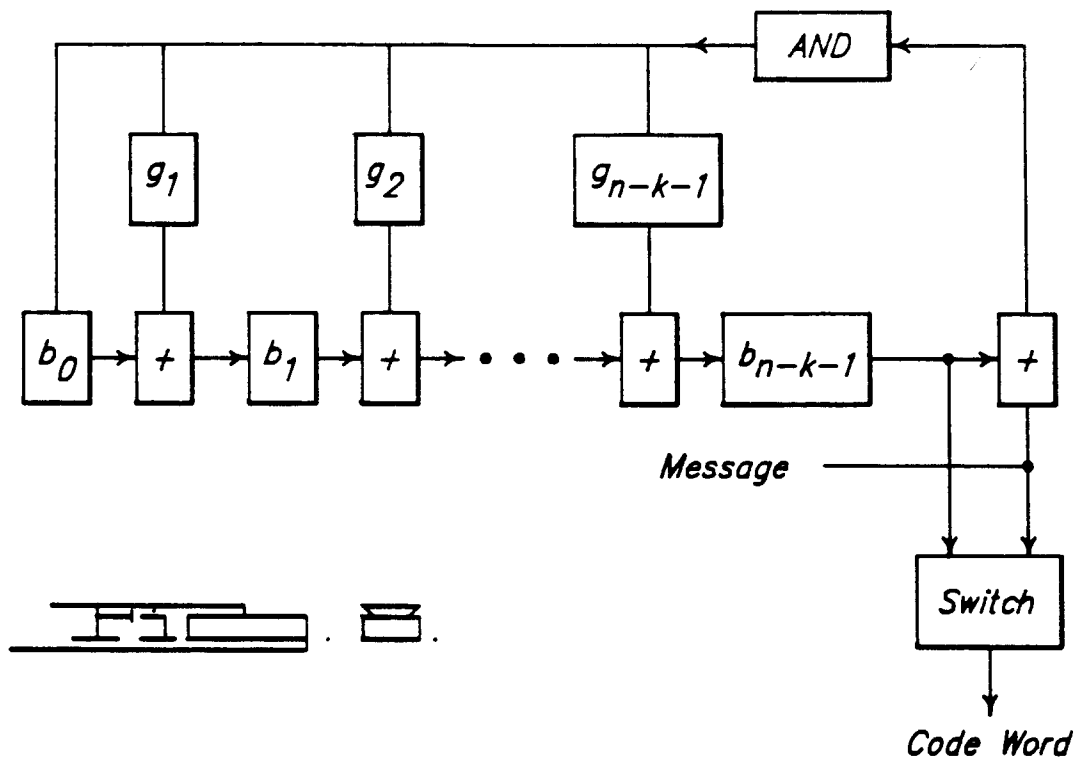 AND
g1 g2 gn-k-1
b0 + b1 + • • • + bn-k-1 +
Message
Switch
Code Word